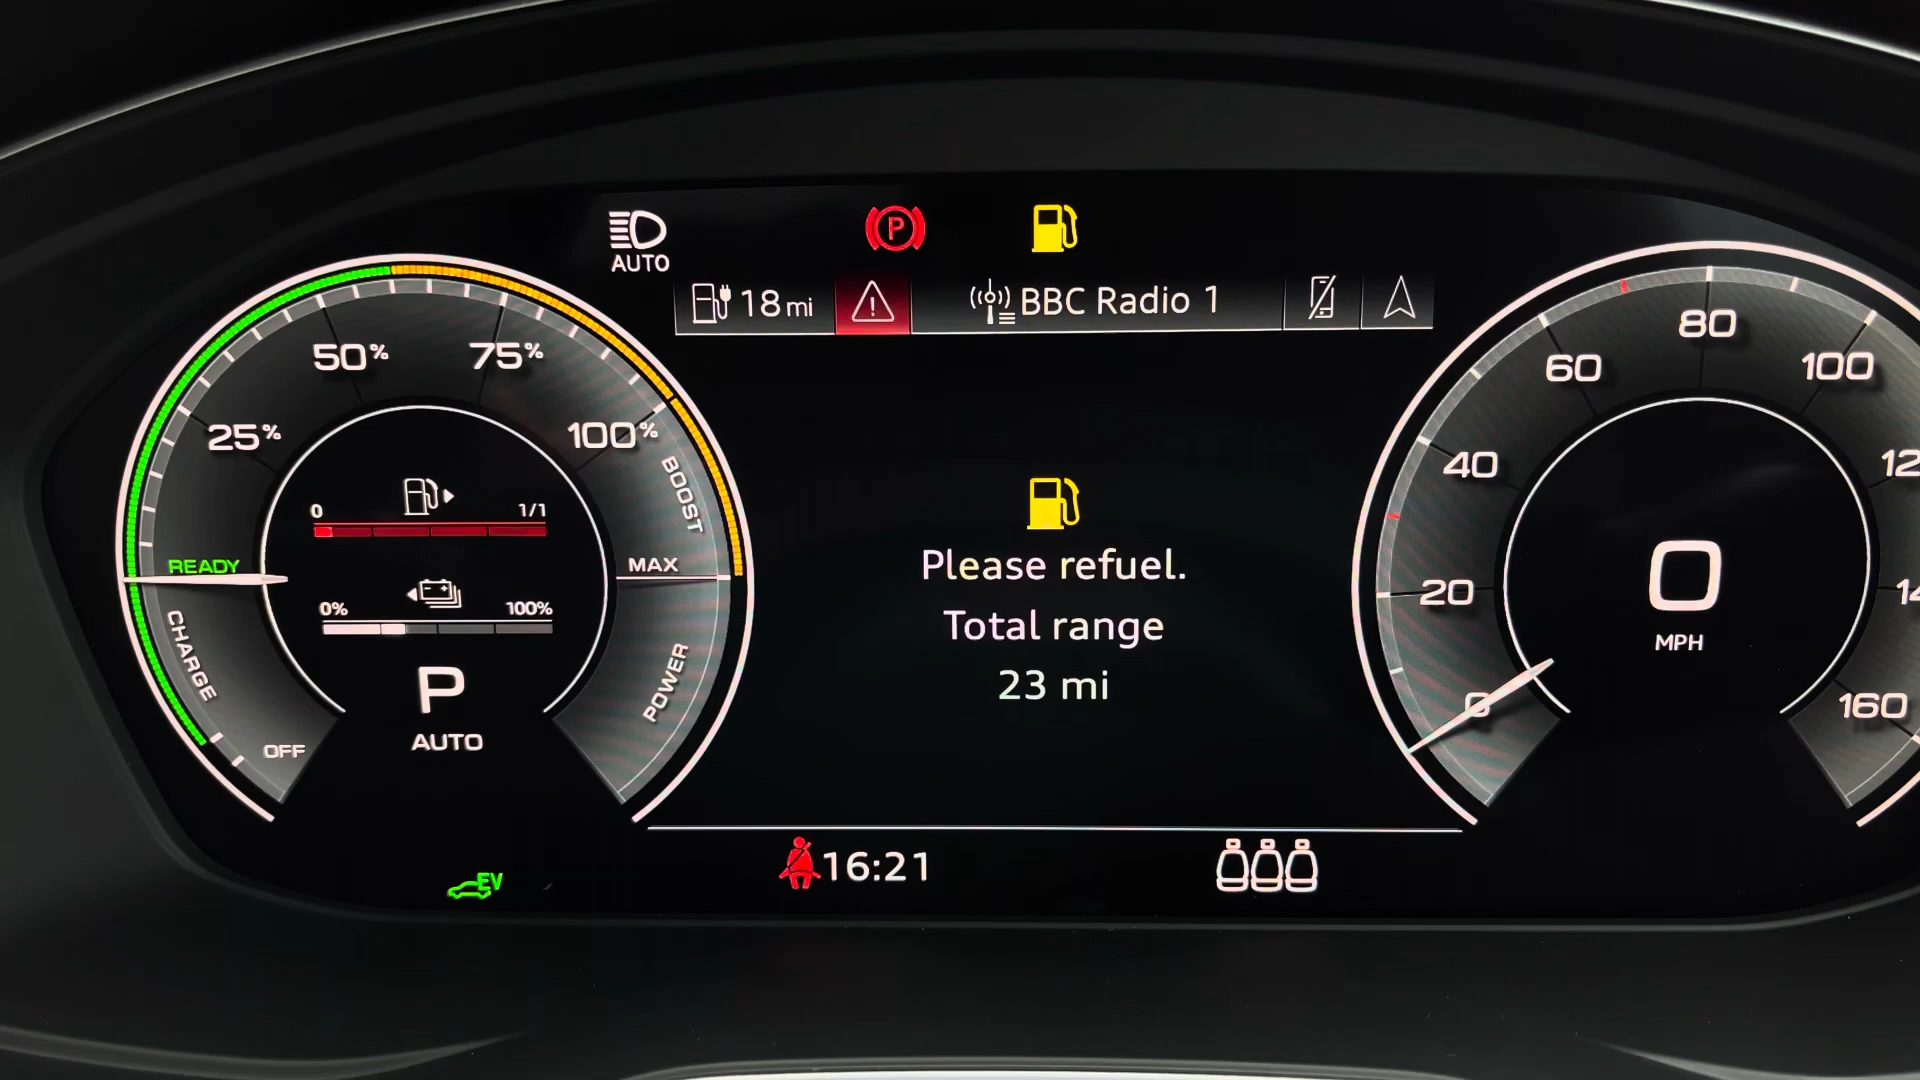 AUTO
P
18 mi
BBC Radio 1
25%
50%
75%
100%
BOOST
MAX
POWER
READY
CHARGE
OFF
0 1/1
0% 100%
P
AUTO
Please refuel.
Total range
23 mi
0
20
40
60
80
100
160
0
MPH
EV
16:21